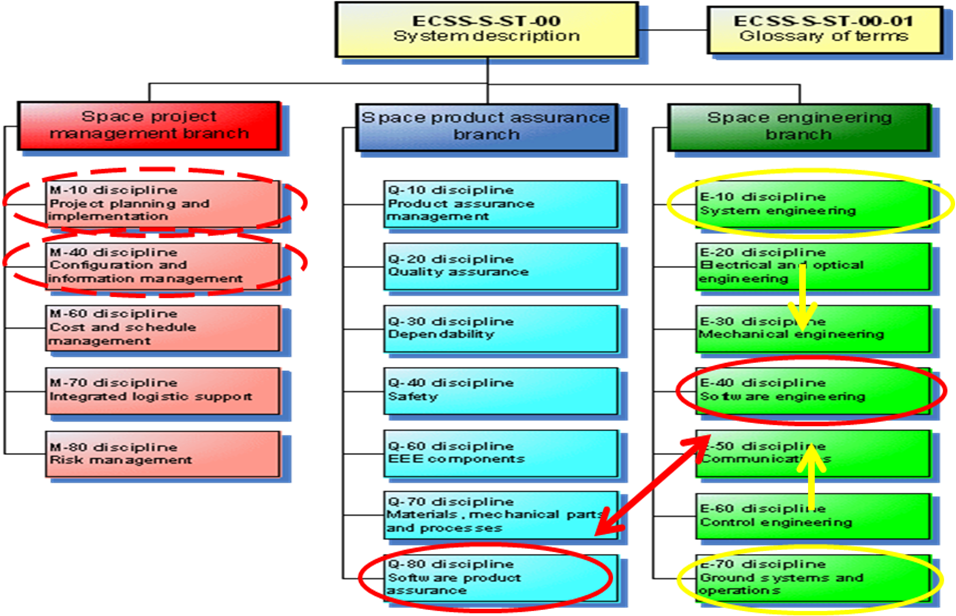 ECSS-S-ST-00
System description
ECSS-S-ST-00-01
Glossary of terms
Space project
management branch
M-10 discipline
Project planning and
implementation
M-40 discipline
Configuration and
information management
M-60 discipline
Cost and schedule
management
M-70 discipline
Integrated logistic support
M-80 discipline
Risk management
Space product assurance
branch
Q-10 discipline
Product assurance
management
Q-20 discipline
Quality assurance
Q-30 discipline
Dependability
Q-40 discipline
Safety
Q-60 discipline
EEE components
Q-70 discipline
Materials, mechanical parts
and processes
Q-80 discipline
Software product
assurance
Space engineering
branch
E-10 discipline
System engineering
E-20 discipline
Electrical and optical
engineering
E-30 discipline
Mechanical engineering
E-40 discipline
Software engineering
E-50 discipline
Communications
E-60 discipline
Control engineering
E-70 discipline
Ground systems and
operations